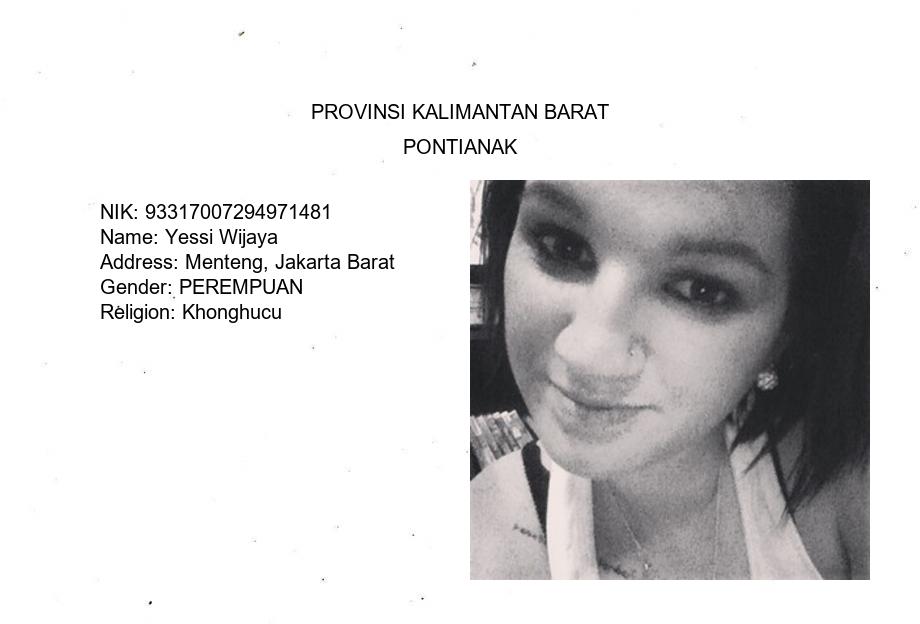 PROVINSI KALIMANTAN BARAT
PONTIANAK
NIK: 93317007294971481
Name: Yessi Wijaya
Address: Menteng, Jakarta Barat
Gender: PEREMPUAN
Religion: Khonghucu